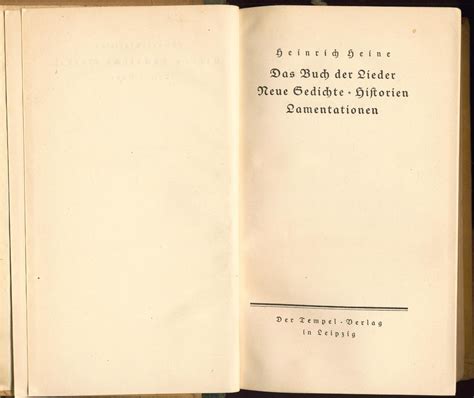 Heinrich Heine
Das Buch der Lieder
Neue Gedichte · Historien
Lamentationen
Der Tempel-Verlag
in Leipzig